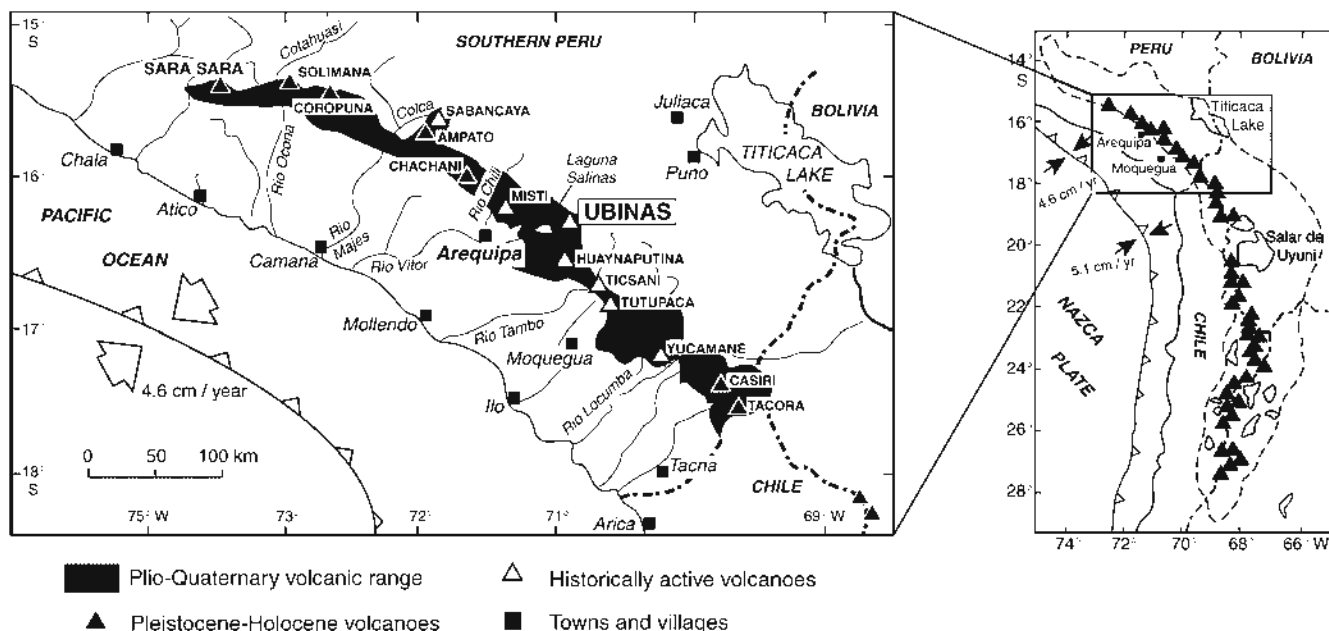 15°
S
16°
17°
18°
S
75° W
73°
72°
71°
69° W
SOUTHERN PERU
Cotahuasi
SARA SARA
SOLIMANA
COROPUNA
Colca
SABANCAYA
AMPATO
CHACHANI
Rio Ocona
Chala
Atico
PACIFIC
OCEAN
Camana
Rio
Majes
Rio Vitor
Rio Chili
Arequipa
MISTI
Laguna
Salinas
UBINAS
HUAYNAPUTINA
TICSANI
TUTUPACA
Juliaca
Puno
TITICACA
LAKE
BOLIVIA
Mollendo
Rio Tambo
Moquegua
YUCAMANE
CASIRI
TACORA
Rio Locumba
Ilo
Tacna
Arica
CHILE
4.6 cm / year
0 50 100 km
14°
S
16°
18°
20°
22°
24°
26°
28°
74°
72°
70°
68°
66° W
PERU
BOLIVIA
Titicaca
Lake
Arequipa
Moquegua
4.6 cm / yr
5.1 cm / yr
Salar de
Uyuni
NAZCA
PLATE
CHILE
Plio-Quaternary volcanic range
Historically active volcanoes
Pleistocene-Holocene volcanoes
Towns and villages